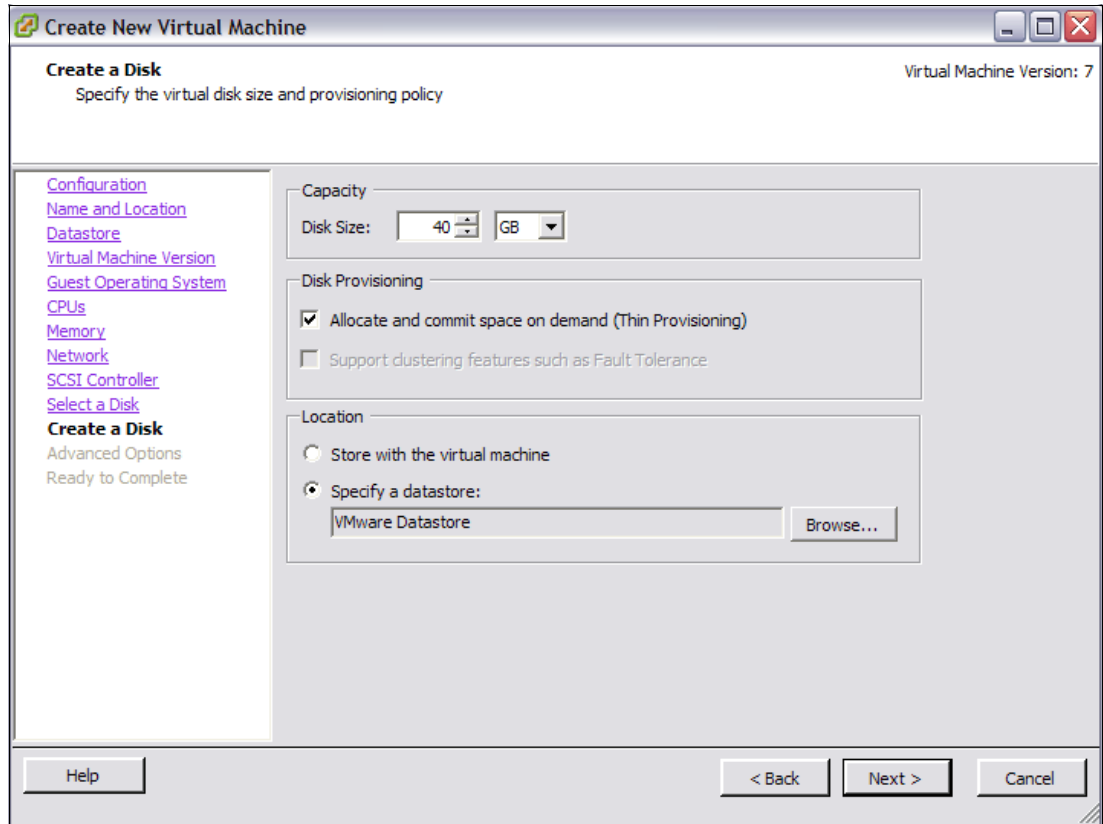 Create New Virtual Machine
Create a Disk
Virtual Machine Version: 7
Specify the virtual disk size and provisioning policy
Configuration
Name and Location
Datastore
Virtual Machine Version
Guest Operating System
CPUs
Memory
Network
SCSI Controller
Select a Disk
Create a Disk
Advanced Options
Ready to Complete
Capacity
Disk Size: 40 GB
Disk Provisioning
Allocate and commit space on demand (Thin Provisioning)
Support clustering features such as Fault Tolerance
Location
Store with the virtual machine
Specify a datastore:
VMware Datastore
Browse...
Help
< Back
Next >
Cancel